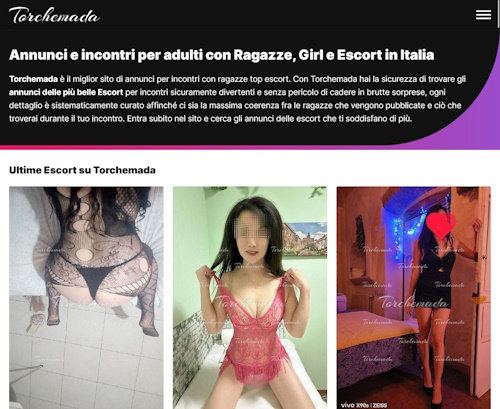 Torchemada
Annunci e incontri per adulti con Ragazze, Girl e Escort in Italia
Torchemada è il miglior sito di annunci per incontri con ragazze top escort. Con Torchemada hai la sicurezza di trovare gli
annunci delle più belle Escort per incontri sicuramente divertenti e senza pericolo di cadere in brutte sorprese, ogni
dettaglio è sistematicamente curato affinché ci sia la massima coerenza fra le ragazze che vengono pubblicate e ciò che
troverai durante il tuo incontro. Entra subito nel sito e cerca gli annunci delle escort che ti soddisfano di più.
Ultime Escort su Torchemada
Torchemada
Torchemada
Torchemada
vivo X90s | ZEISS